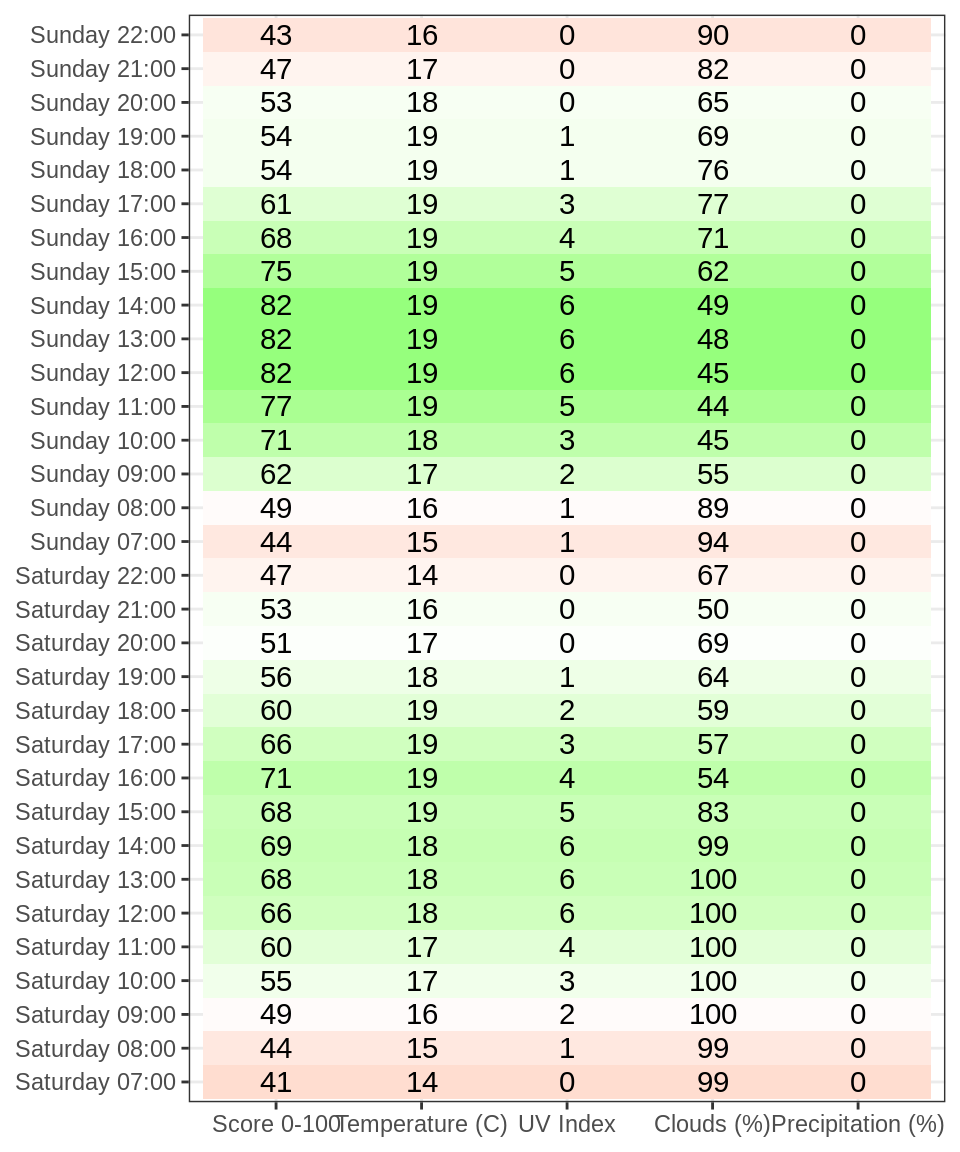 Sunday 22:00 43 16 0 90 0
Sunday 21:00 47 17 0 82 0
Sunday 20:00 53 18 0 65 0
Sunday 19:00 54 19 1 69 0
Sunday 18:00 54 19 1 76 0
Sunday 17:00 61 19 3 77 0
Sunday 16:00 68 19 4 71 0
Sunday 15:00 75 19 5 62 0
Sunday 14:00 82 19 6 49 0
Sunday 13:00 82 19 6 48 0
Sunday 12:00 82 19 6 45 0
Sunday 11:00 77 19 5 44 0
Sunday 10:00 71 18 3 45 0
Sunday 09:00 62 17 2 55 0
Sunday 08:00 49 16 1 89 0
Sunday 07:00 44 15 1 94 0
Saturday 22:00 47 14 0 67 0
Saturday 21:00 53 16 0 50 0
Saturday 20:00 51 17 0 69 0
Saturday 19:00 56 18 1 64 0
Saturday 18:00 60 19 2 59 0
Saturday 17:00 66 19 3 57 0
Saturday 16:00 71 19 4 54 0
Saturday 15:00 68 19 5 83 0
Saturday 14:00 69 18 6 99 0
Saturday 13:00 68 18 6 100 0
Saturday 12:00 66 18 6 100 0
Saturday 11:00 60 17 4 100 0
Saturday 10:00 55 17 3 100 0
Saturday 09:00 49 16 2 100 0
Saturday 08:00 44 15 1 99 0
Saturday 07:00 41 14 0 99 0
Score 0-100 Temperature (C) UV Index Clouds (%) Precipitation (%)